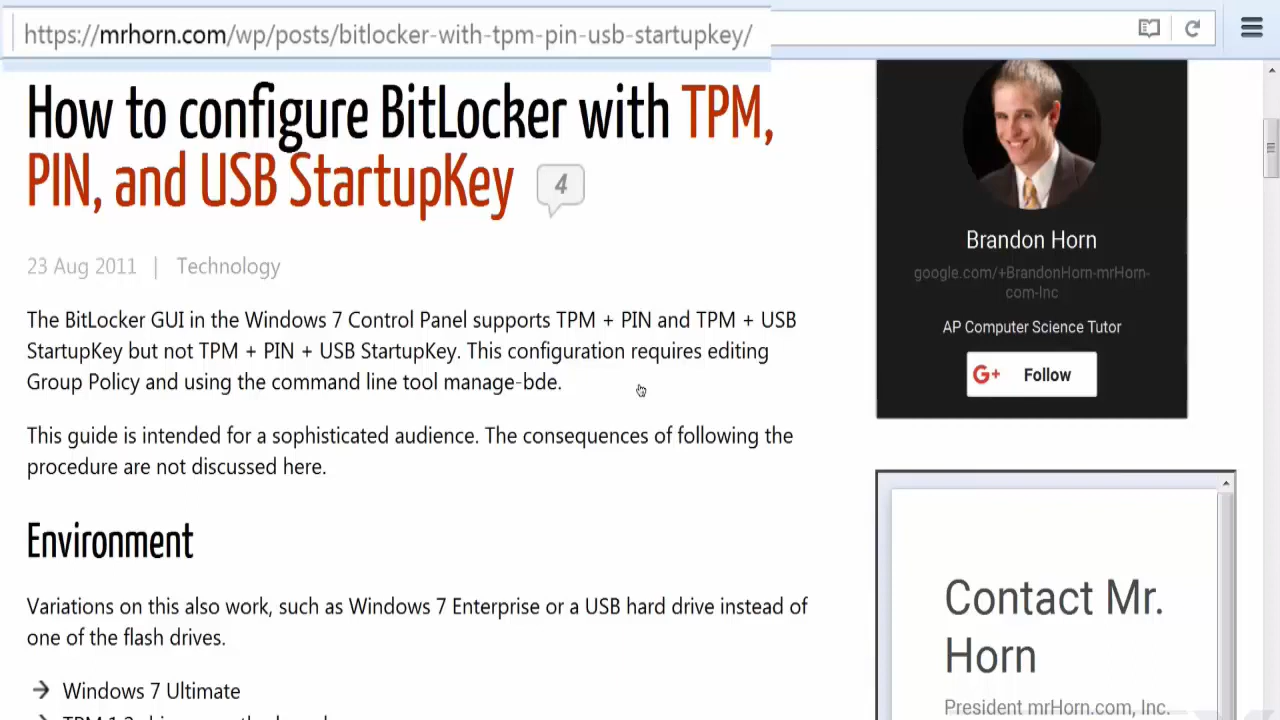 https://mrhorn.com/wp/posts/bitlocker-with-tpm-pin-usb-startupkey/
How to configure BitLocker with TPM,
PIN, and USB StartupKey
4
23 Aug 2011 | Technology
The BitLocker GUI in the Windows 7 Control Panel supports TPM + PIN and TPM + USB
StartupKey but not TPM + PIN + USB StartupKey. This configuration requires editing
Group Policy and using the command line tool manage-bde.
This guide is intended for a sophisticated audience. The consequences of following the
procedure are not discussed here.
Environment
Variations on this also work, such as Windows 7 Enterprise or a USB hard drive instead of
one of the flash drives.
→ Windows 7 Ultimate
Brandon Horn
google.com/+BrandonHorn-mrHorn-
com-Inc
AP Computer Science Tutor
G+ Follow
Contact Mr.
Horn
President mrHorn.com, Inc.